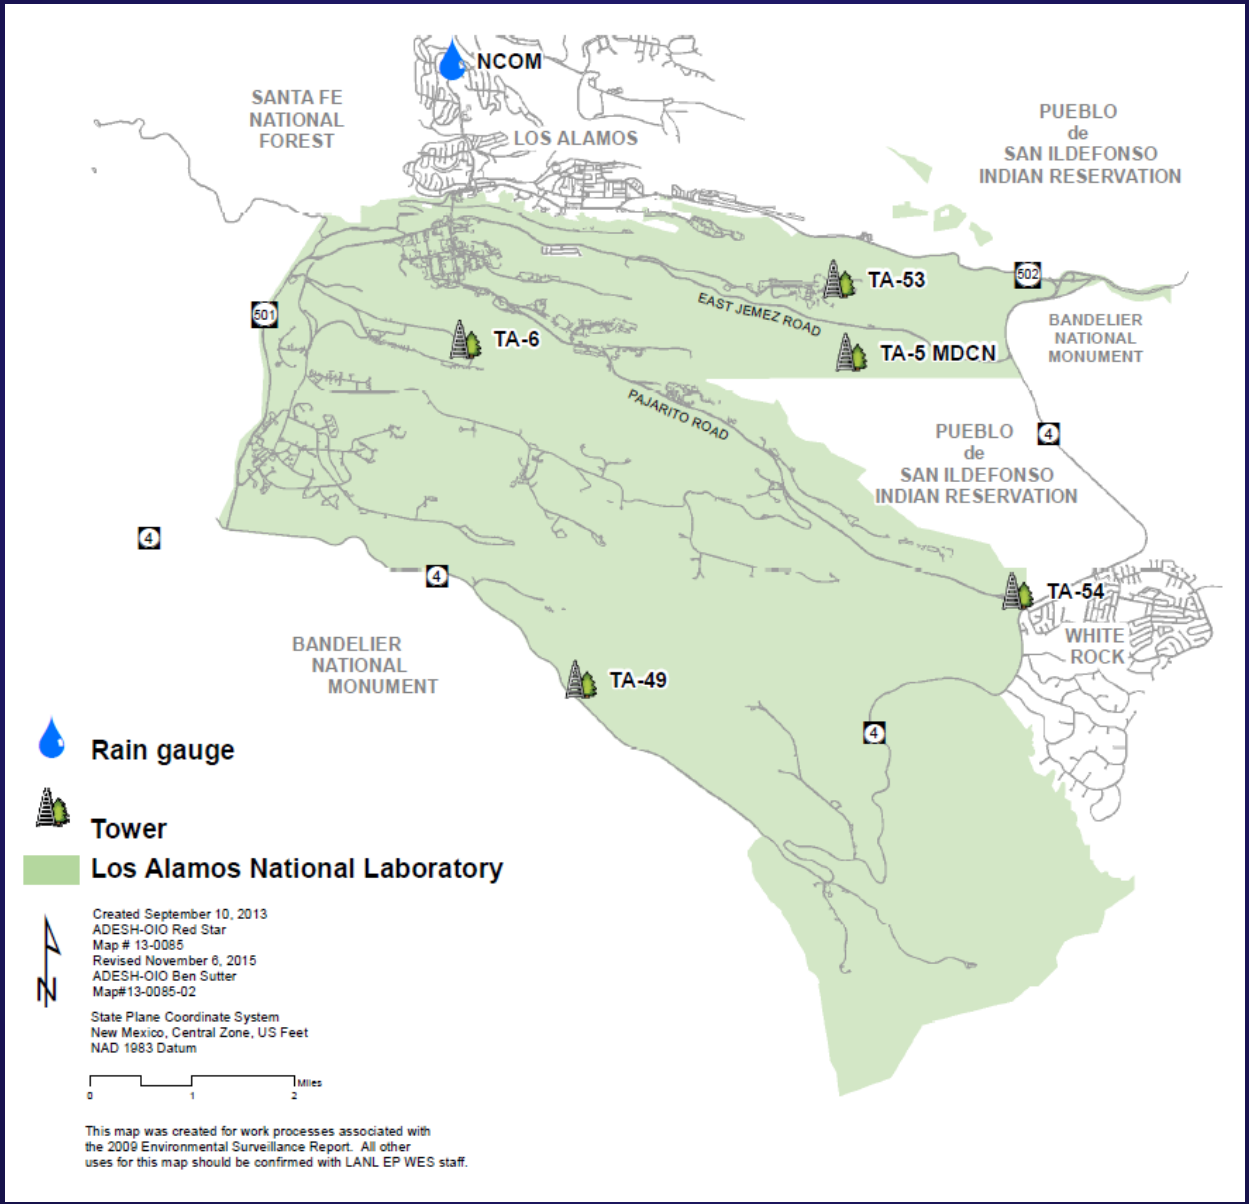 NCOM
SANTA FE
NATIONAL
FOREST
LOS ALAMOS
PUEBLO
de
SAN ILDEFONSO
INDIAN RESERVATION
TA-53
502
EAST JEMEZ ROAD
501
TA-6
BANDELIER
NATIONAL
MONUMENT
TA-5 MDCN
PAJARITO ROAD
4
PUEBLO
de
SAN ILDEFONSO
INDIAN RESERVATION
4
4
TA-54
WHITE
ROCK
BANDELIER
NATIONAL
MONUMENT
TA-49
4
Rain gauge
Tower
Los Alamos National Laboratory
Created September 10, 2013
ADESH-OIO Red Star
Map # 13-0085
Revised November 6, 2015
ADESH-OIO Ben Sutter
Map#13-0085-02
N
State Plane Coordinate System
New Mexico, Central Zone, US Feet
NAD 1983 Datum
Miles
0 1 2
This map was created for work processes associated with
the 2009 Environmental Surveillance Report. All other
uses for this map should be confirmed with LANL EP WES staff.